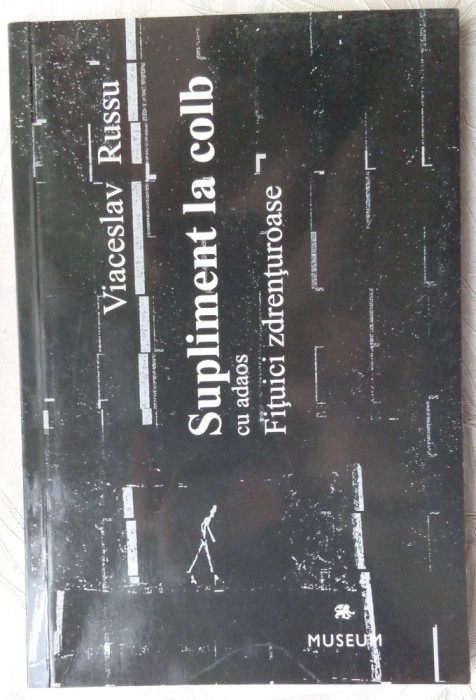 Viaceslav Russu
Supliment la colb
cu adaos
Fițuici zdrențuroase
MUSEUM